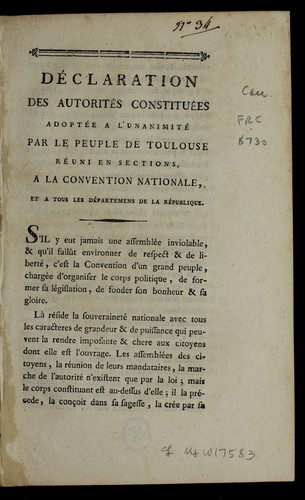 nº 34
DÉCLARATION
DES AUTORITÉS CONSTITUÉES
ADOPTÉE A L'UNANIMITÉ
PAR LE PEUPLE DE TOULOUSE
RÉUNI EN SECTIONS,
A LA CONVENTION NATIONALE,
ET A TOUS LES DÉPARTEMENS DE LA RÉPUBLIQUE.
Case
FRC
8730
S'IL y eut jamais une assemblée inviolable,
& qu'il fallût environner de respect & de li-
berté, c'est la Convention d'un grand peuple,
chargée d'organiser le corps politique, de for-
mer sa législation, de fonder son bonheur & sa
gloire.
Là réside la souveraineté nationale avec tous
les caracteres de grandeur & de puissance qui peu-
vent la rendre imposante & chere aux citoyens
dont elle est l'ouvrage. Les assemblées des ci-
toyens, la réunion de leurs mandataires, la mar-
che de l'autorité n'existent que par la loi ; mais
le corps constituant est au-dessus d'elle ; il la pré-
cede, la conçoit dans sa sagesse, la crée par sa
cf M+W17583